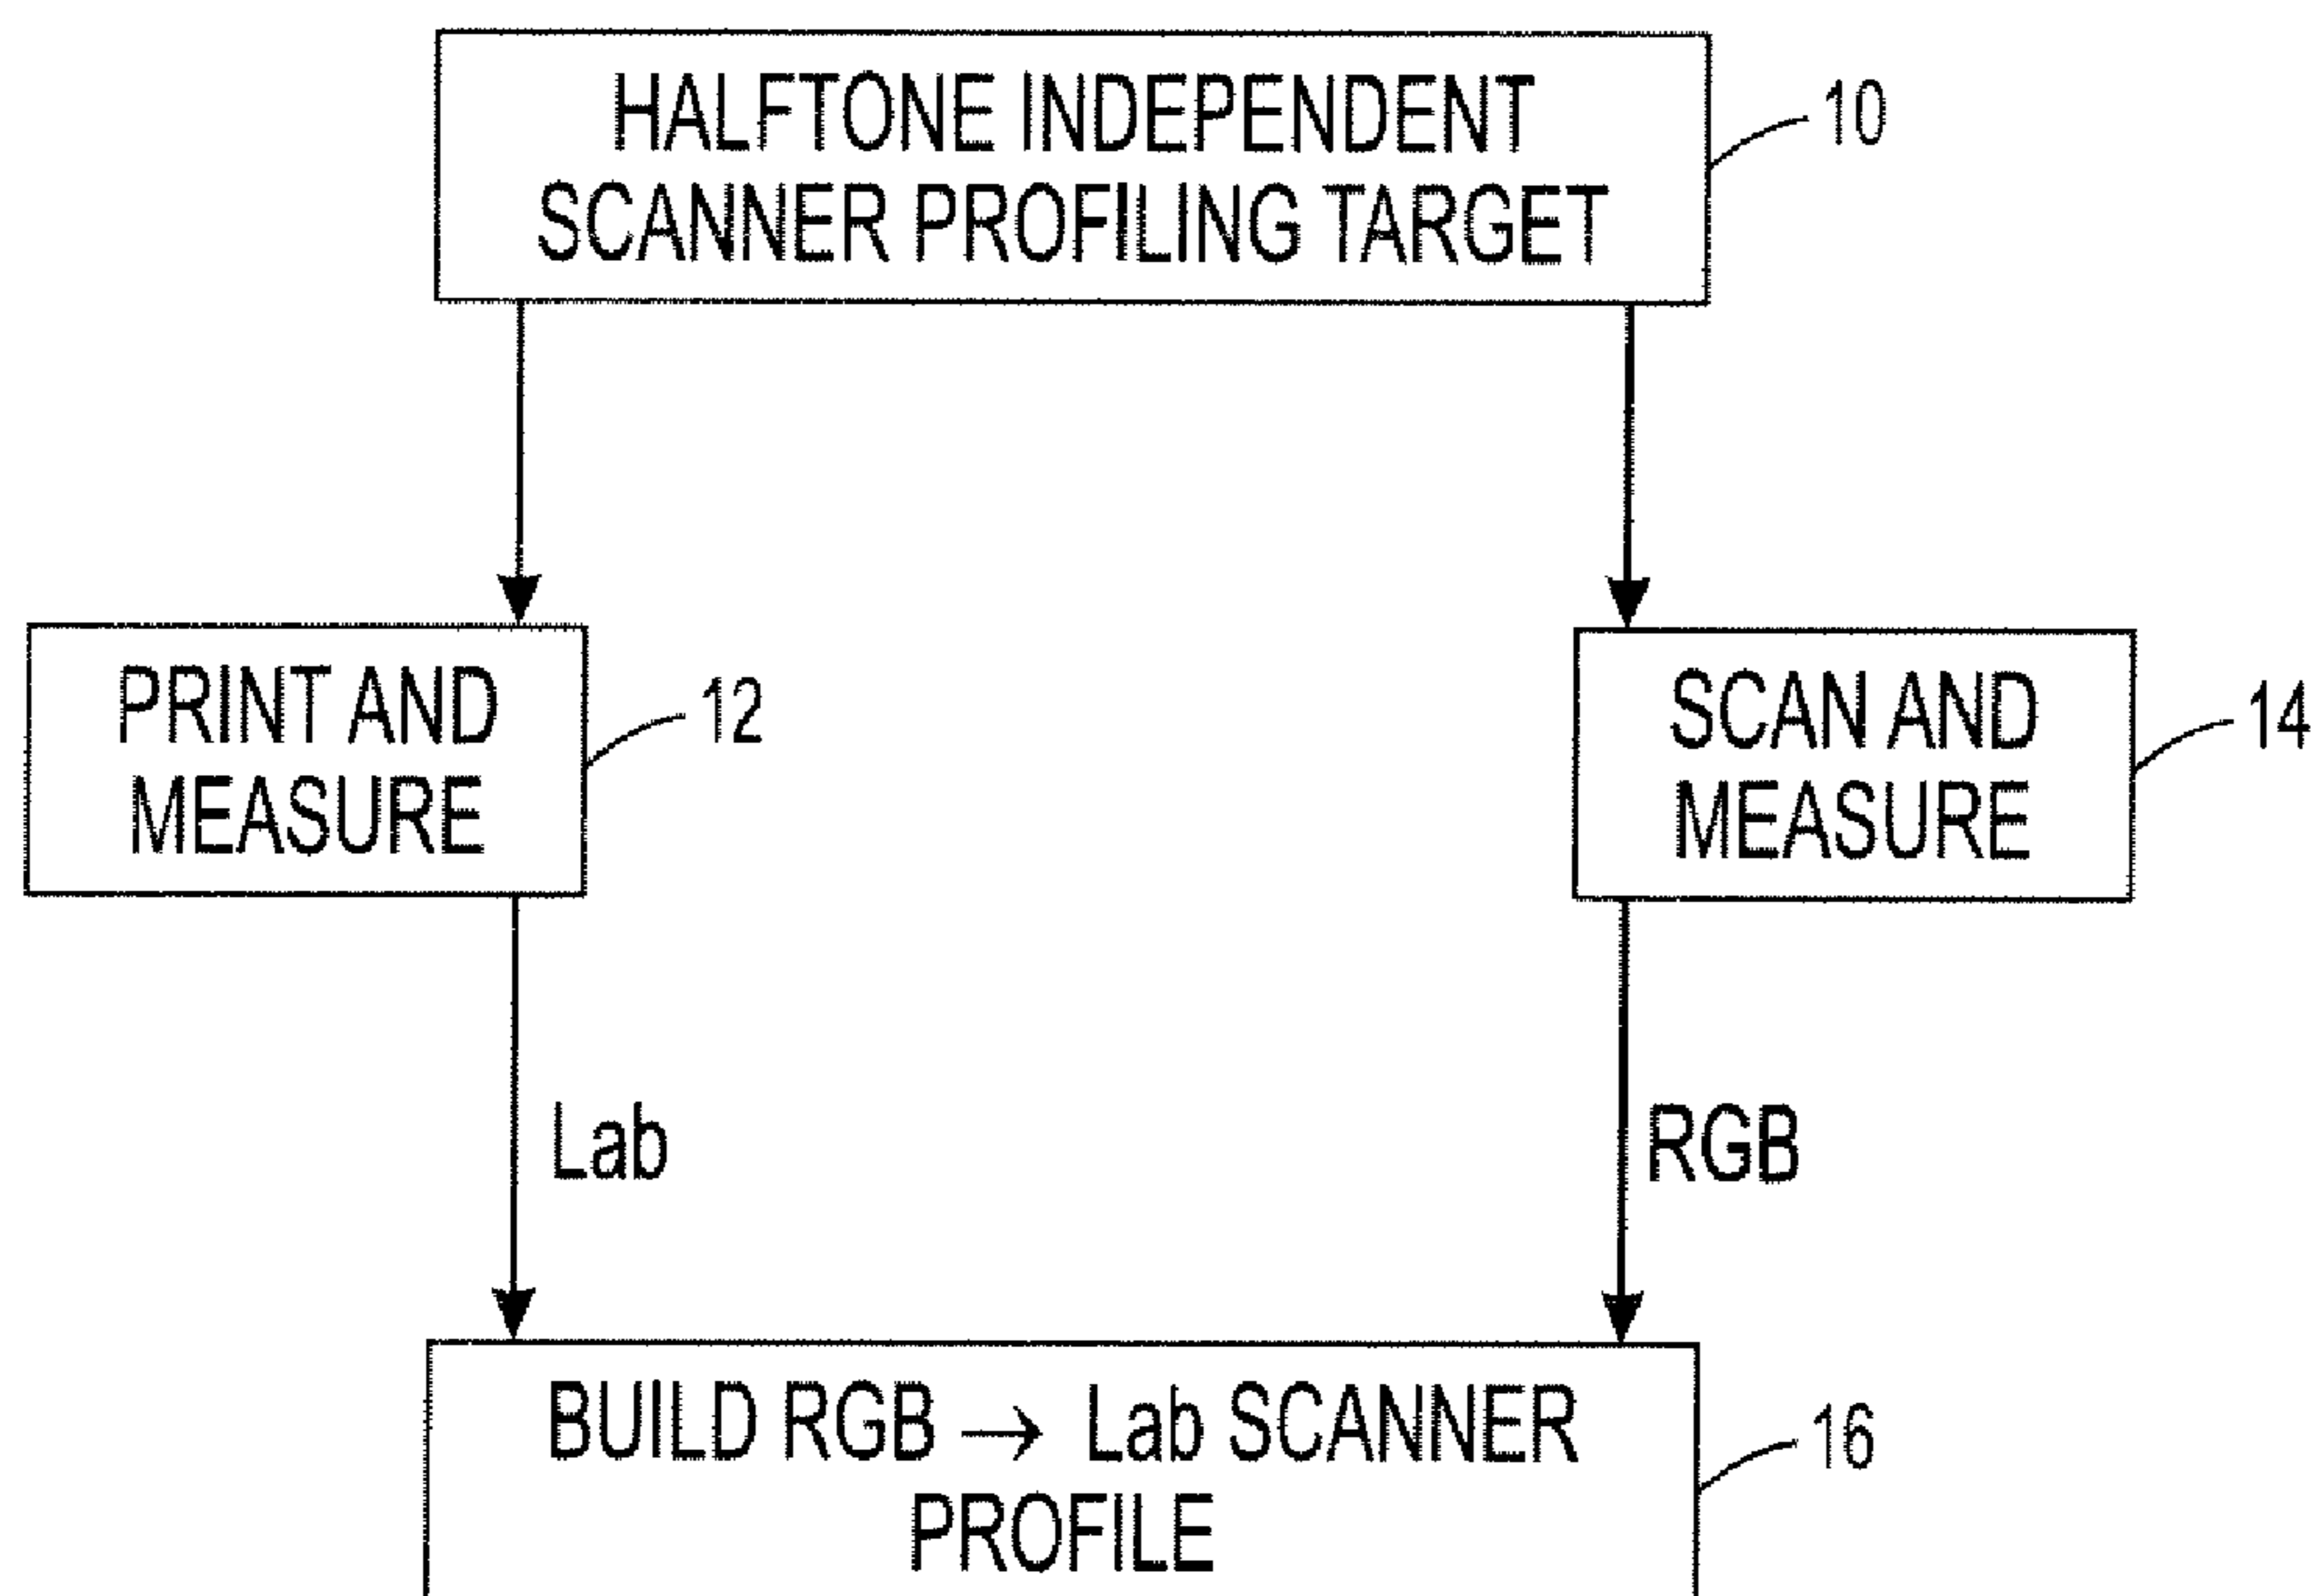 HALFTONE INDEPENDENT
SCANNER PROFILING TARGET
10
PRINT AND
MEASURE
12
SCAN AND
MEASURE
14
Lab
RGB
BUILD RGB → Lab SCANNER
PROFILE
16